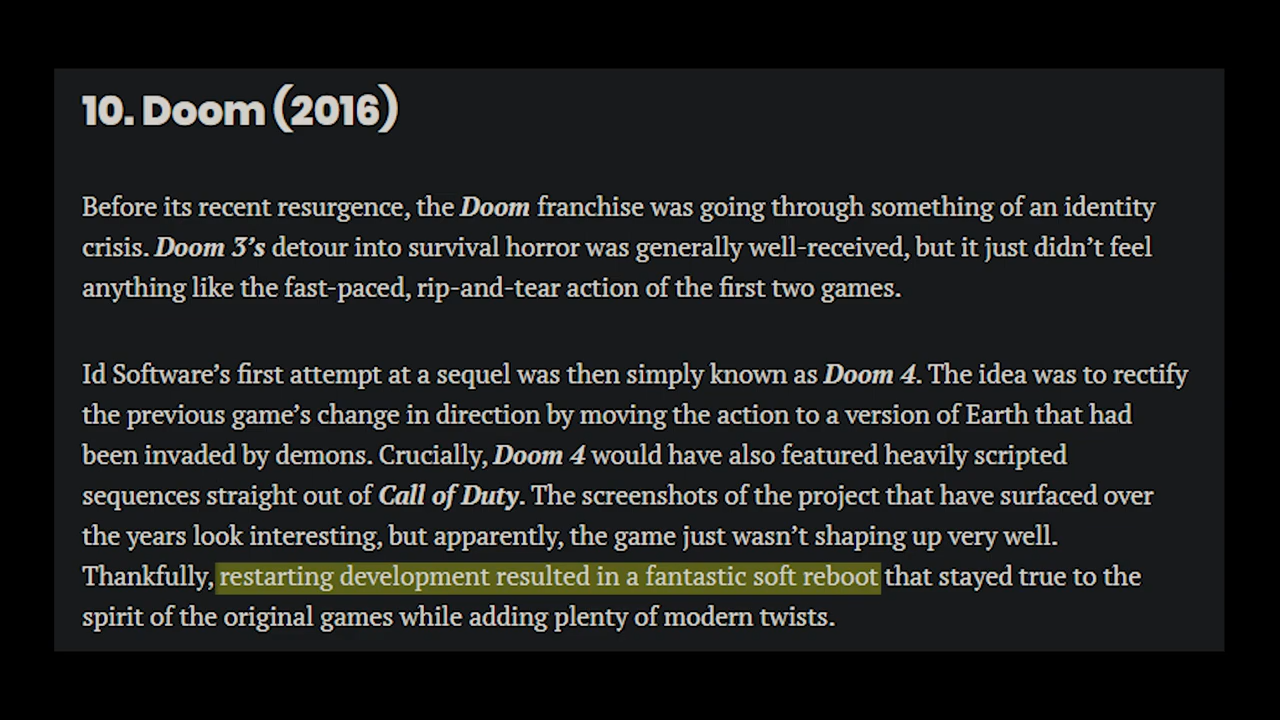 10. Doom (2016)
Before its recent resurgence, the Doom franchise was going through something of an identity
crisis. Doom 3’s detour into survival horror was generally well-received, but it just didn’t feel
anything like the fast-paced, rip-and-tear action of the first two games.
Id Software’s first attempt at a sequel was then simply known as Doom 4. The idea was to rectify
the previous game’s change in direction by moving the action to a version of Earth that had
been invaded by demons. Crucially, Doom 4 would have also featured heavily scripted
sequences straight out of Call of Duty. The screenshots of the project that have surfaced over
the years look interesting, but apparently, the game just wasn’t shaping up very well.
Thankfully, restarting development resulted in a fantastic soft reboot that stayed true to the
spirit of the original games while adding plenty of modern twists.